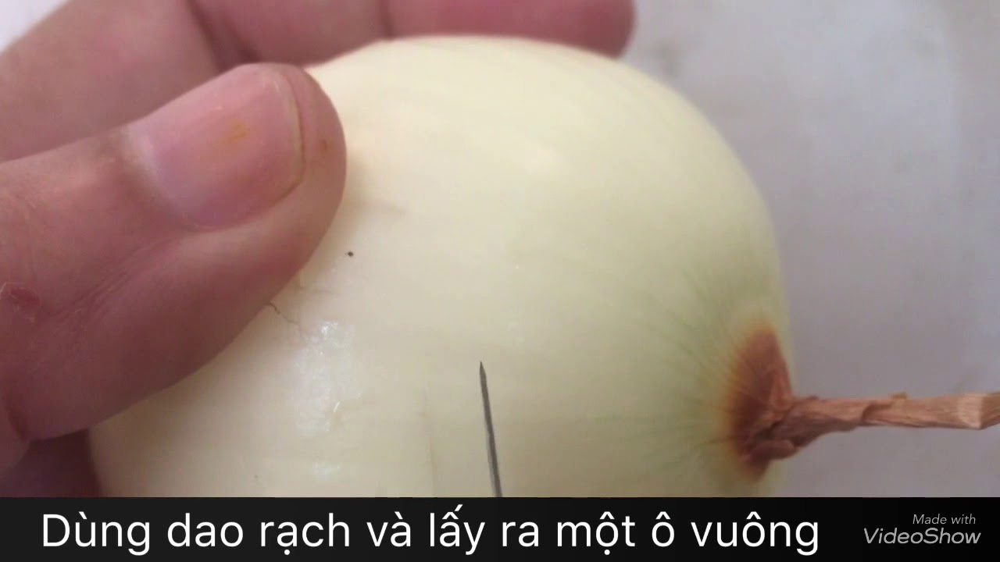 Dùng dao rạch và lấy ra một ô vuông
Made with
VideoShow